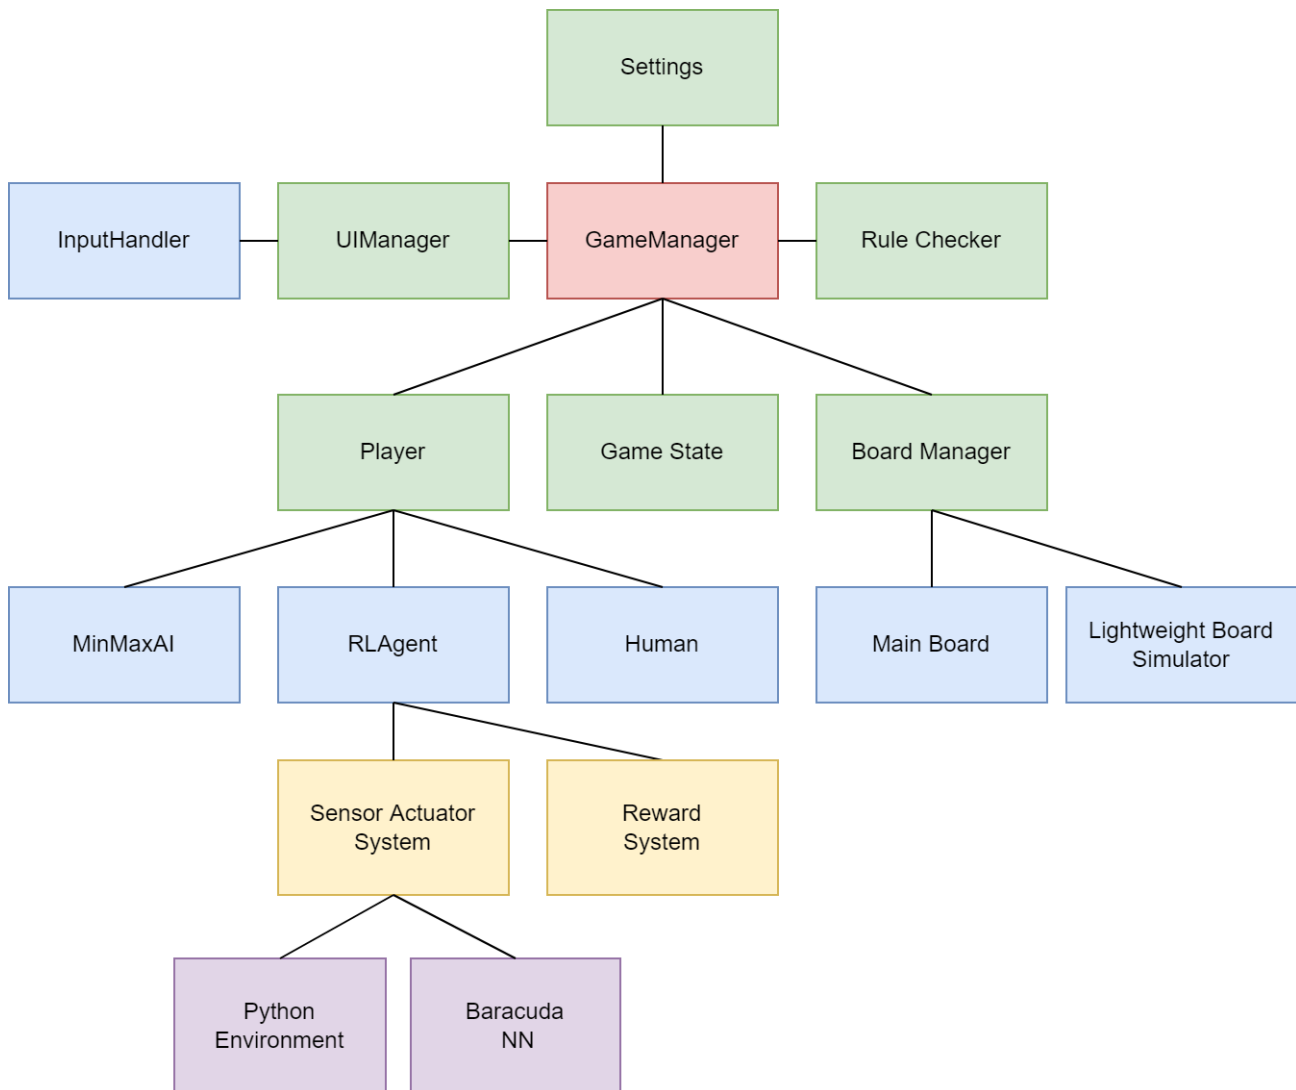 Settings
InputHandler
UIManager
GameManager
Rule Checker
Player
Game State
Board Manager
MinMaxAI
RLAgent
Human
Main Board
Lightweight Board
Simulator
Sensor Actuator
System
Reward
System
Python
Environment
Baracuda
NN